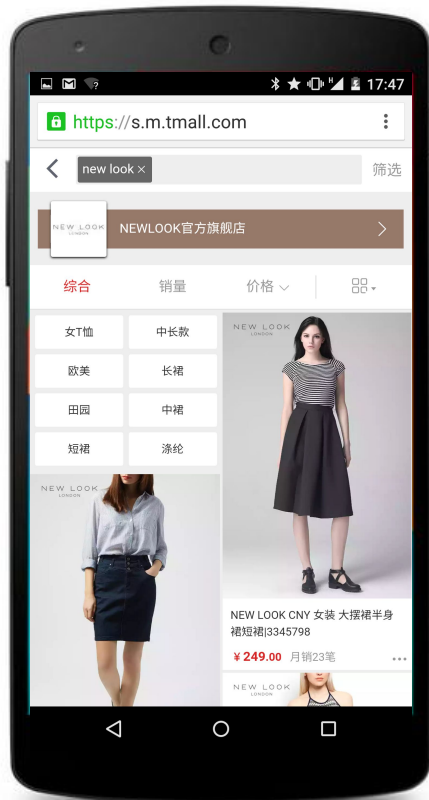 17:47
https://s.m.tmall.com
new look ×
筛选
NEW LOOK
LONDON
NEWLOOK官方旗舰店
综合
销量
价格
女T恤
中长款
欧美
长裙
田园
中裙
短裙
涤纶
NEW LOOK
LONDON
NEW LOOK
LONDON
NEW LOOK CNY 女装 大摆裙半身
裙短裙|3345798
¥249.00 月销23笔
NEW LOOK
LONDON